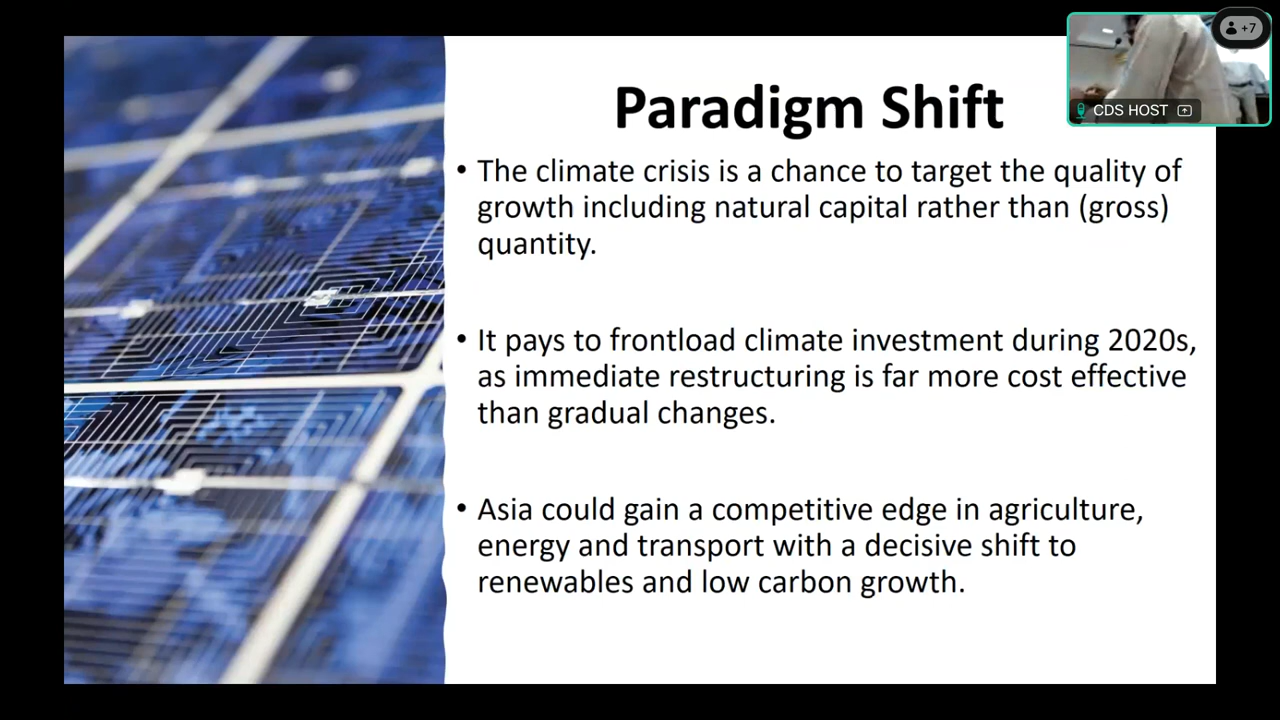 +7
CDS HOST
Paradigm Shift
• The climate crisis is a chance to target the quality of
growth including natural capital rather than (gross)
quantity.
• It pays to frontload climate investment during 2020s,
as immediate restructuring is far more cost effective
than gradual changes.
• Asia could gain a competitive edge in agriculture,
energy and transport with a decisive shift to
renewables and low carbon growth.